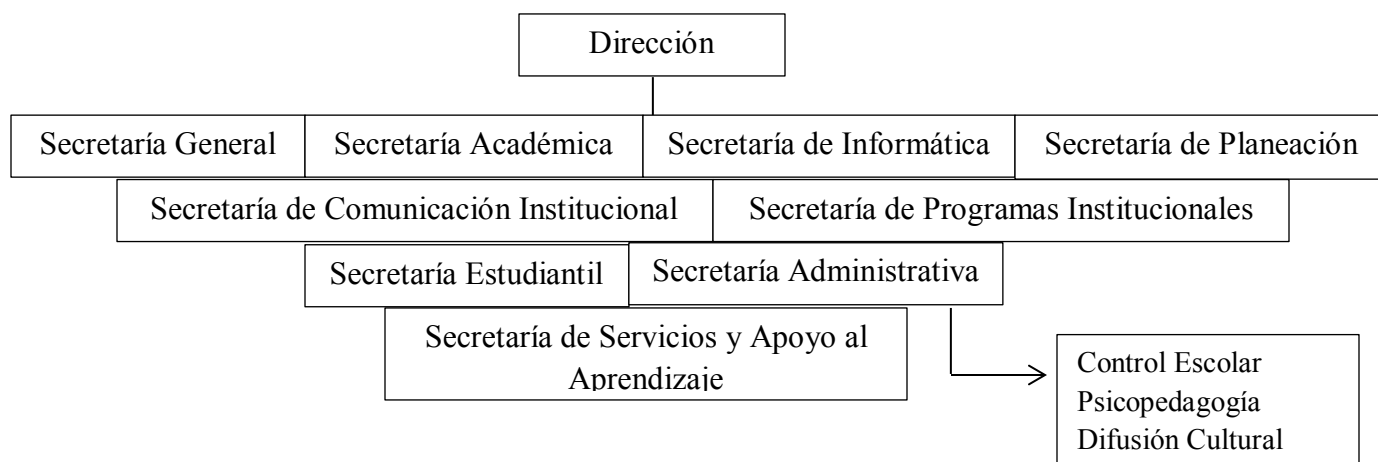 Dirección
Secretaría General
Secretaría Académica
Secretaría de Informática
Secretaría de Planeación
Secretaría de Comunicación Institucional
Secretaría de Programas Institucionales
Secretaría Estudiantil
Secretaría Administrativa
Secretaría de Servicios y Apoyo al
Aprendizaje
Control Escolar
Psicopedagogía
Difusión Cultural